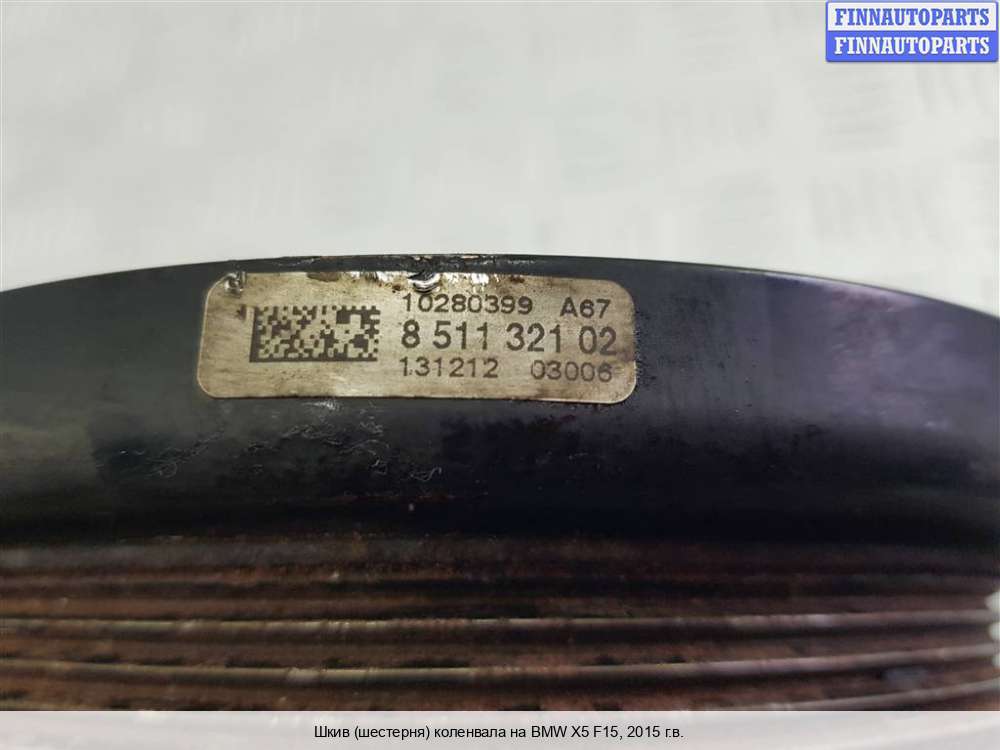 FINNAUTOPARTS
FINNAUTOPARTS
10280399 A67
8 511 321 02
131212 03006
Шкив (шестерня) коленвала на BMW X5 F15, 2015 г.в.